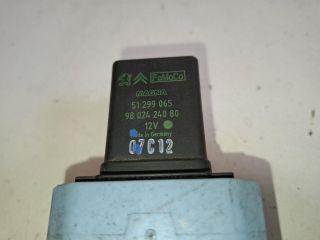 FoMoCo
MAGNA
51 299 065
98 024 240 80
12V
Made in Germany
07C12